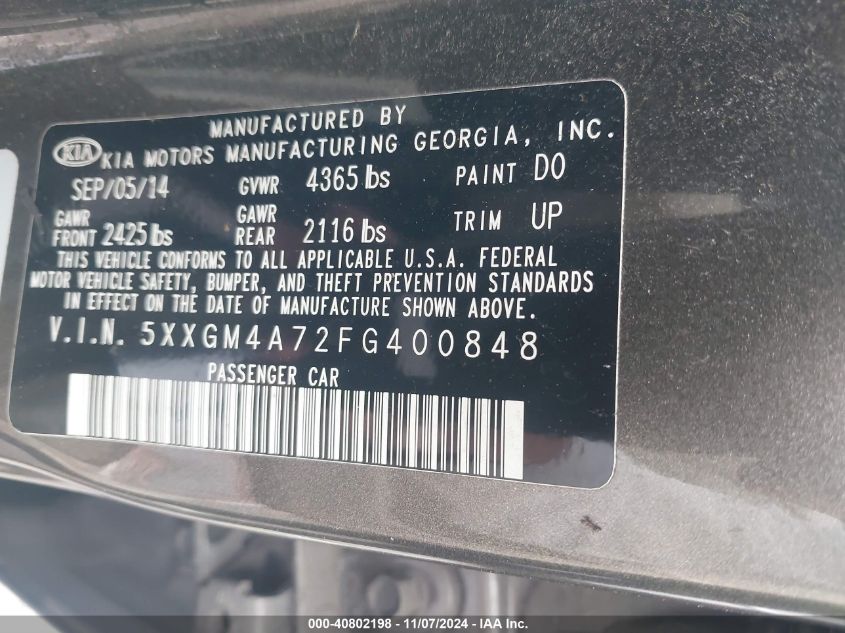 MANUFACTURED BY
KIA KIA MOTORS MANUFACTURING GEORGIA, INC.
SEP/05/14 GVWR 4365 lbs PAINT DO
GAWR FRONT 2425 lbs GAWR REAR 2116 lbs TRIM UP
THIS VEHICLE CONFORMS TO ALL APPLICABLE U.S.A. FEDERAL
MOTOR VEHICLE SAFETY, BUMPER, AND THEFT PREVENTION STANDARDS
IN EFFECT ON THE DATE OF MANUFACTURE SHOWN ABOVE.
V.I.N. 5XXGM4A72FG400848
PASSENGER CAR
000-40802198 - 11/07/2024 - IAA Inc.